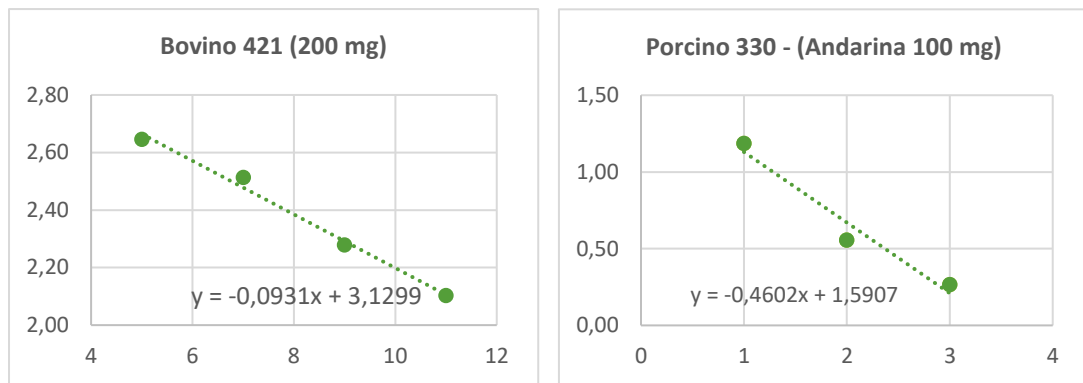 Bovino 421 (200 mg)
2,80
2,60
2,40
2,20
2,00
y = -0,0931x + 3,1299
4 6 8 10 12
Porcino 330 - (Andarina 100 mg)
1,50
1,00
0,50
0,00
y = -0,4602x + 1,5907
0 1 2 3 4